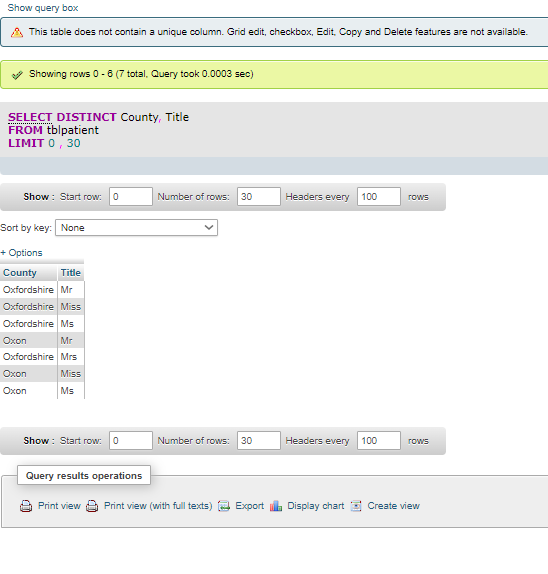 Show query box
This table does not contain a unique column. Grid edit, checkbox, Edit, Copy and Delete features are not available.
Showing rows 0 - 6 (7 total, Query took 0.0003 sec)
SELECT DISTINCT County, Title
FROM tblpatient
LIMIT 0 , 30
Show : Start row: 0 Number of rows: 30 Headers every 100 rows
Sort by key: None
+ Options
County Title
Oxfordshire Mr
Oxfordshire Miss
Oxfordshire Ms
Oxon Mr
Oxfordshire Mrs
Oxon Miss
Oxon Ms
Show : Start row: 0 Number of rows: 30 Headers every 100 rows
Query results operations
Print view Print view (with full texts) Export Display chart Create view